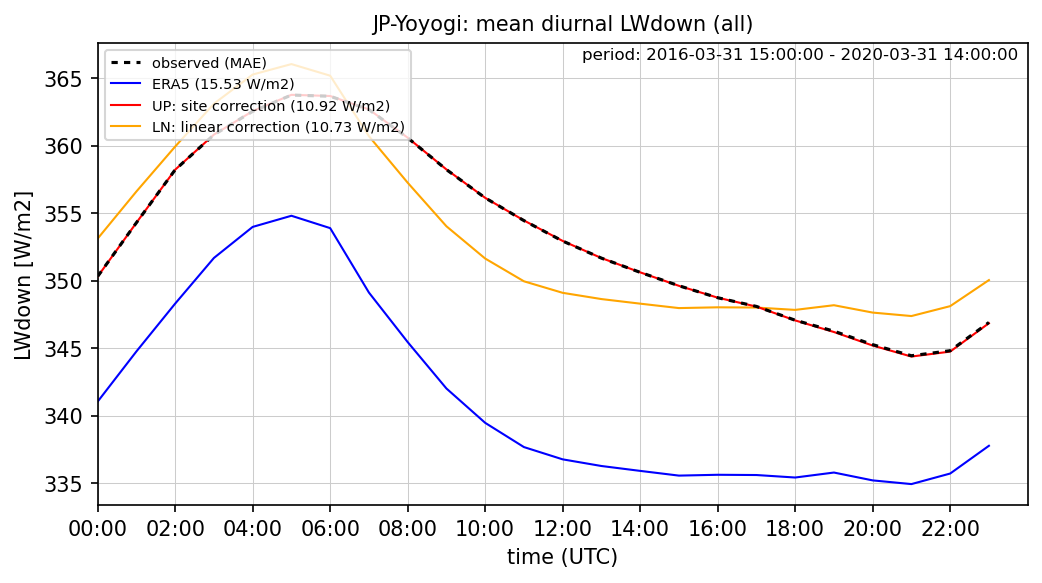 JP-Yoyogi: mean diurnal LWdown (all)
period: 2016-03-31 15:00:00 - 2020-03-31 14:00:00
observed (MAE)
ERA5 (15.53 W/m2)
UP: site correction (10.92 W/m2)
LN: linear correction (10.73 W/m2)
LWdown [W/m2]
365
360
355
350
345
340
335
00:00 02:00 04:00 06:00 08:00 10:00 12:00 14:00 16:00 18:00 20:00 22:00
time (UTC)